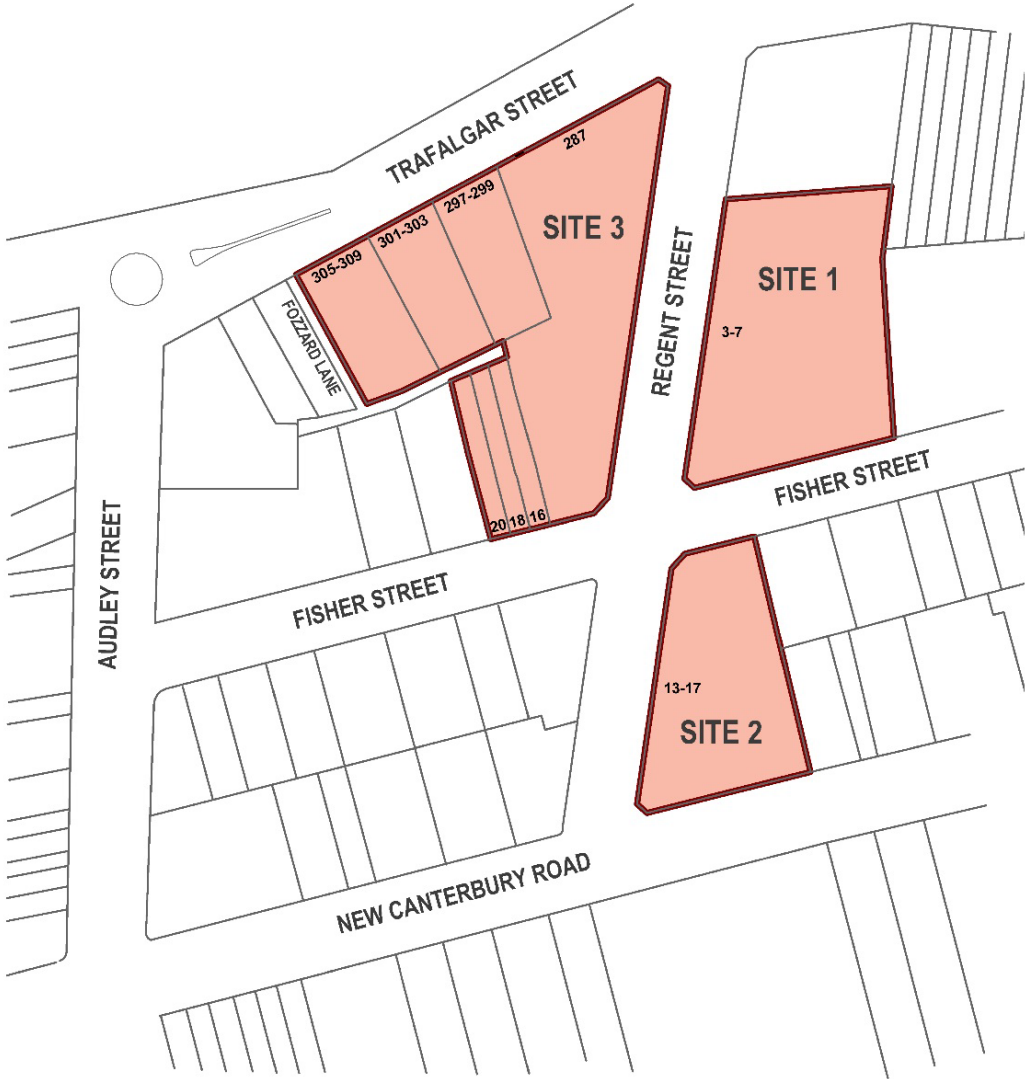 TRAFALGAR STREET
287
297-299
301-303
305-309
SITE 3
FOZZARD LANE
REGENT STREET
SITE 1
3-7
FISHER STREET
20
18
16
AUDLEY STREET
FISHER STREET
13-17
SITE 2
NEW CANTERBURY ROAD